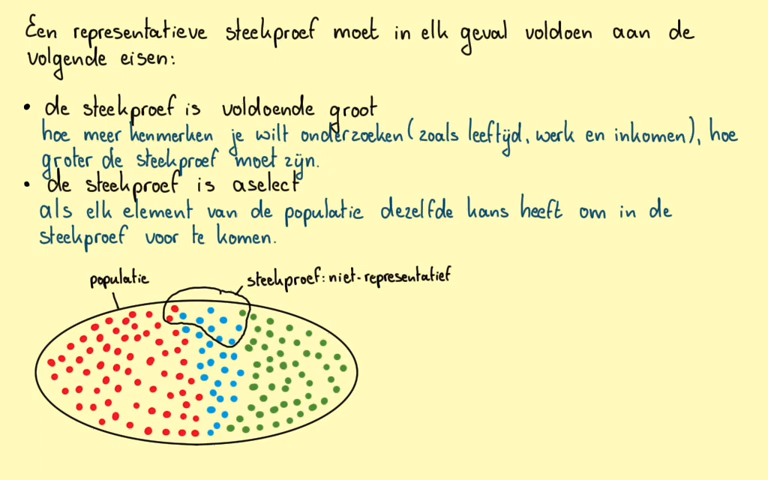 Een representatieve steekproef moet in elk geval voldoen aan de
volgende eisen:
• de steekproef is voldoende groot
hoe meer kenmerken je wilt onderzoeken (zoals leeftijd, werk en inkomen), hoe
groter de steekproef moet zijn.
• de steekproef is aselect
als elk element van de populatie dezelfde kans heeft om in de
steekproef voor te komen.
populatie
steekproef: niet-representatief